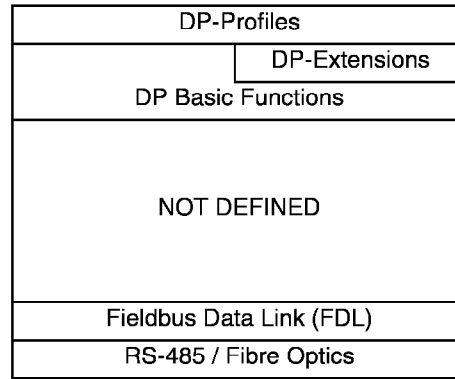 DP-Profiles
DP-Extensions
DP Basic Functions
NOT DEFINED
Fieldbus Data Link (FDL)
RS-485 / Fibre Optics